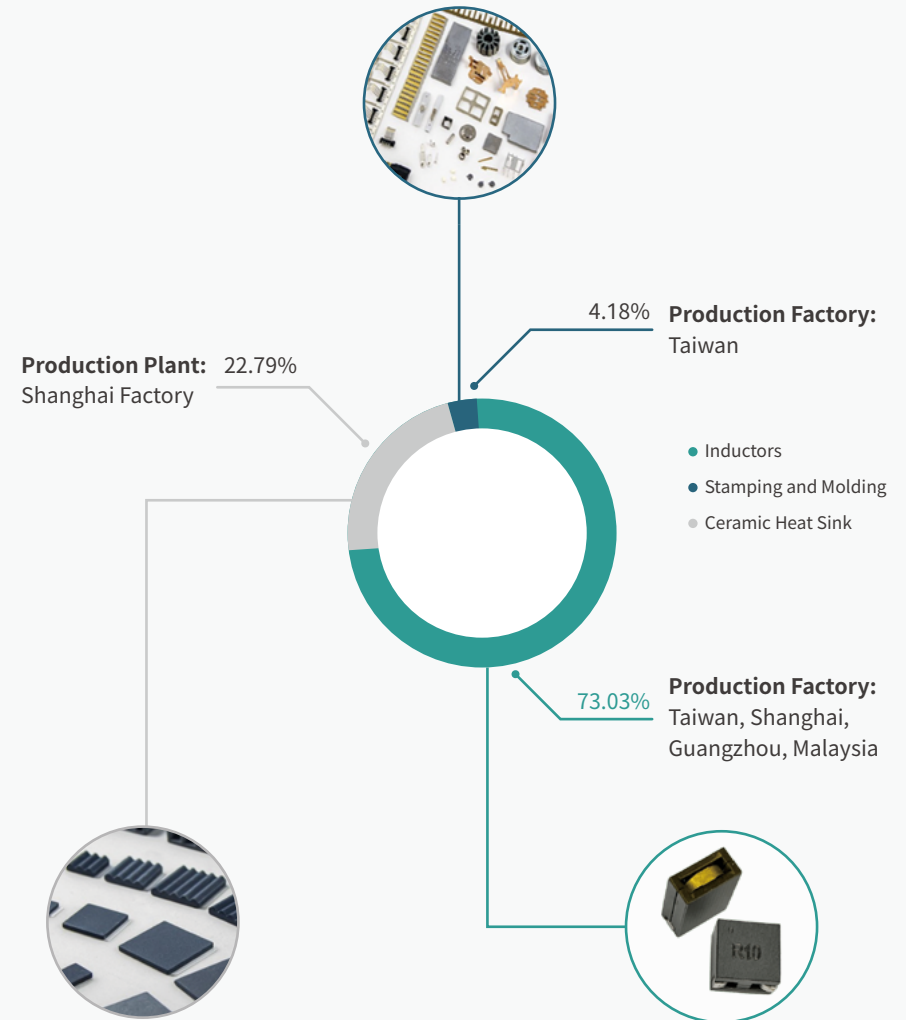 4.18%
Production Factory:
Taiwan
Production Plant: 22.79%
Shanghai Factory
Inductors
Stamping and Molding
Ceramic Heat Sink
73.03%
Production Factory:
Taiwan, Shanghai,
Guangzhou, Malaysia
R10